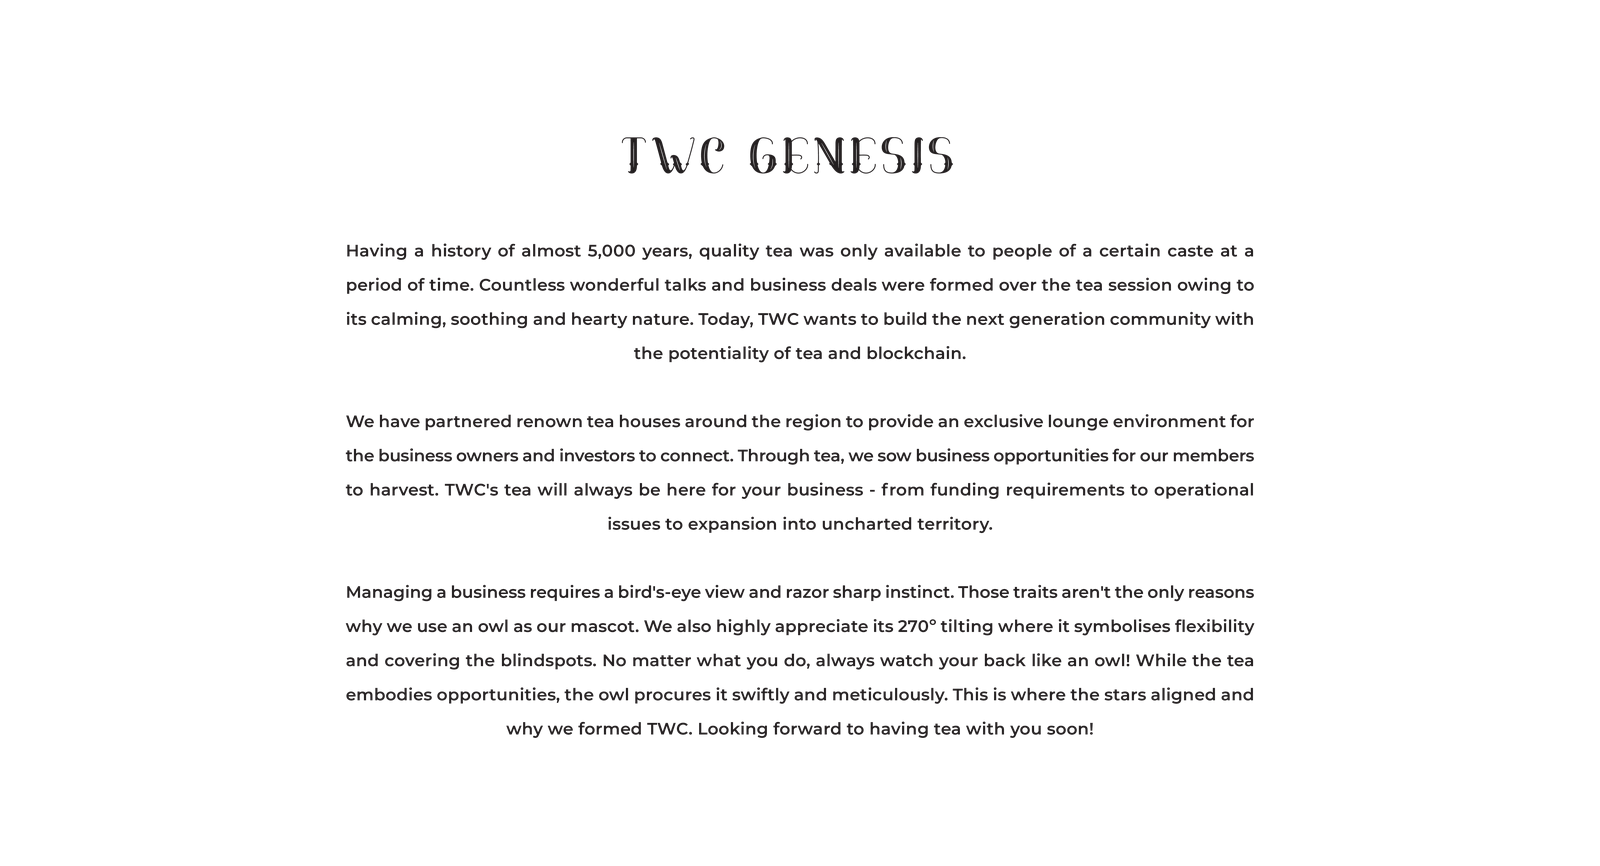 TWC GENESIS
Having a history of almost 5,000 years, quality tea was only available to people of a certain caste at a
period of time. Countless wonderful talks and business deals were formed over the tea session owing to
its calming, soothing and hearty nature. Today, TWC wants to build the next generation community with
the potentiality of tea and blockchain.
We have partnered renown tea houses around the region to provide an exclusive lounge environment for
the business owners and investors to connect. Through tea, we sow business opportunities for our members
to harvest. TWC's tea will always be here for your business - from funding requirements to operational
issues to expansion into uncharted territory.
Managing a business requires a bird's-eye view and razor sharp instinct. Those traits aren't the only reasons
why we use an owl as our mascot. We also highly appreciate its 270º tilting where it symbolises flexibility
and covering the blindspots. No matter what you do, always watch your back like an owl! While the tea
embodies opportunities, the owl procures it swiftly and meticulously. This is where the stars aligned and
why we formed TWC. Looking forward to having tea with you soon!